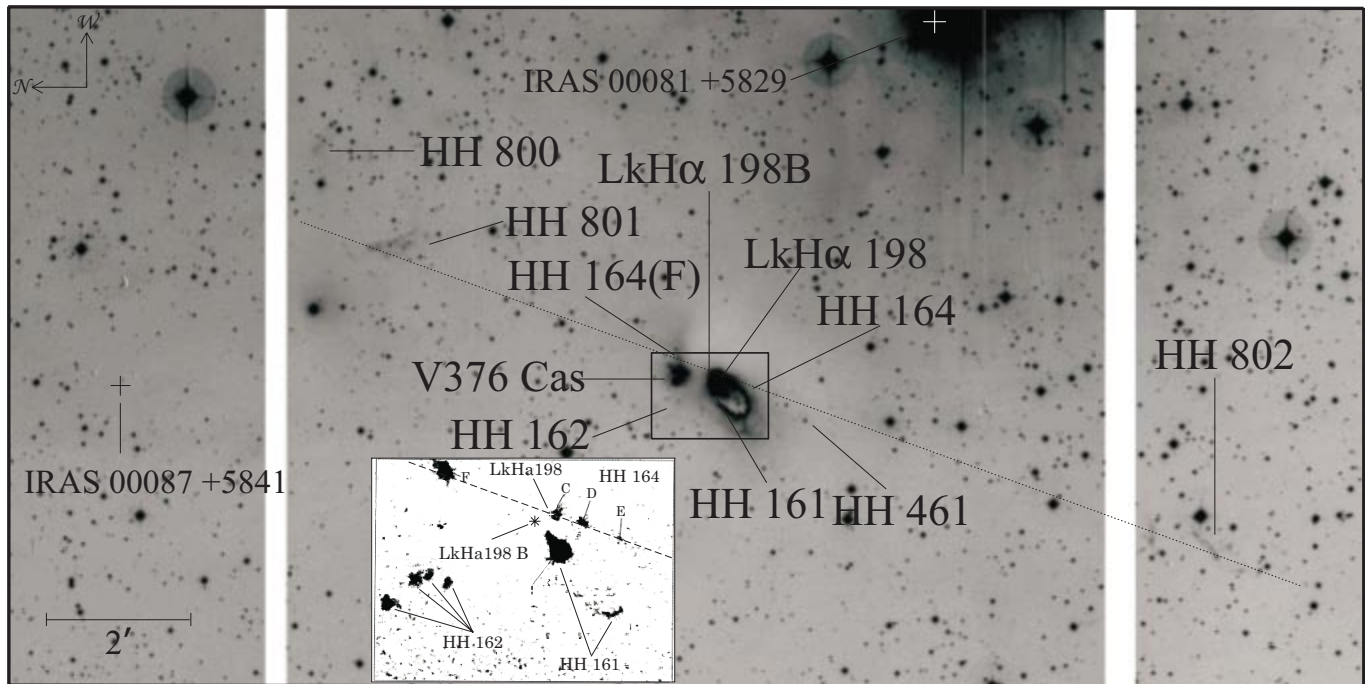 W
N
IRAS 00081 +5829
HH 800
LkHα 198B
HH 801
LkHα 198
HH 164(F)
HH 164
V376 Cas
HH 802
HH 162
IRAS 00087 +5841
HH 161
HH 461
LkHa198
HH 164
F
C
D
E
LkHa198 B
HH 162
HH 161
2′